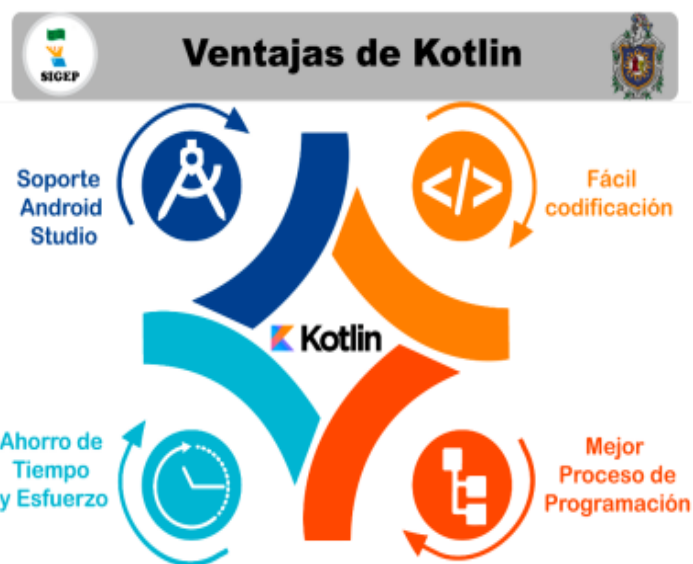 SIGEP
Ventajas de Kotlin
Soporte
Android
Studio
</>
Fácil
codificación
Kotlin
Ahorro de
Tiempo
y Esfuerzo
Mejor
Proceso de
Programación